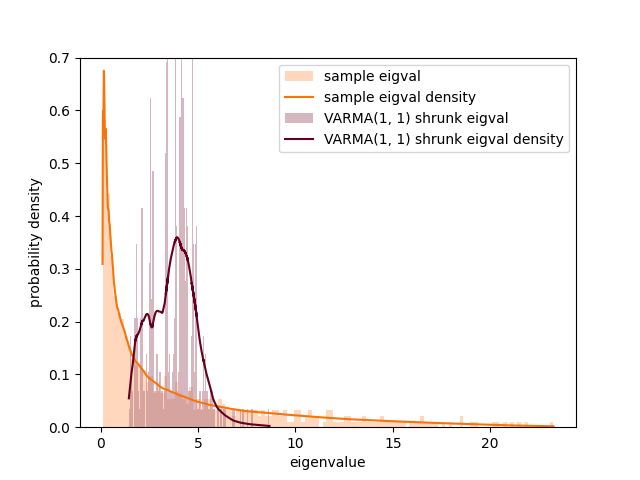 0.7
0.6
0.5
0.4
0.3
0.2
0.1
0.0
probability density
sample eigval
sample eigval density
VARMA(1, 1) shrunk eigval
VARMA(1, 1) shrunk eigval density
0 5 10 15 20
eigenvalue